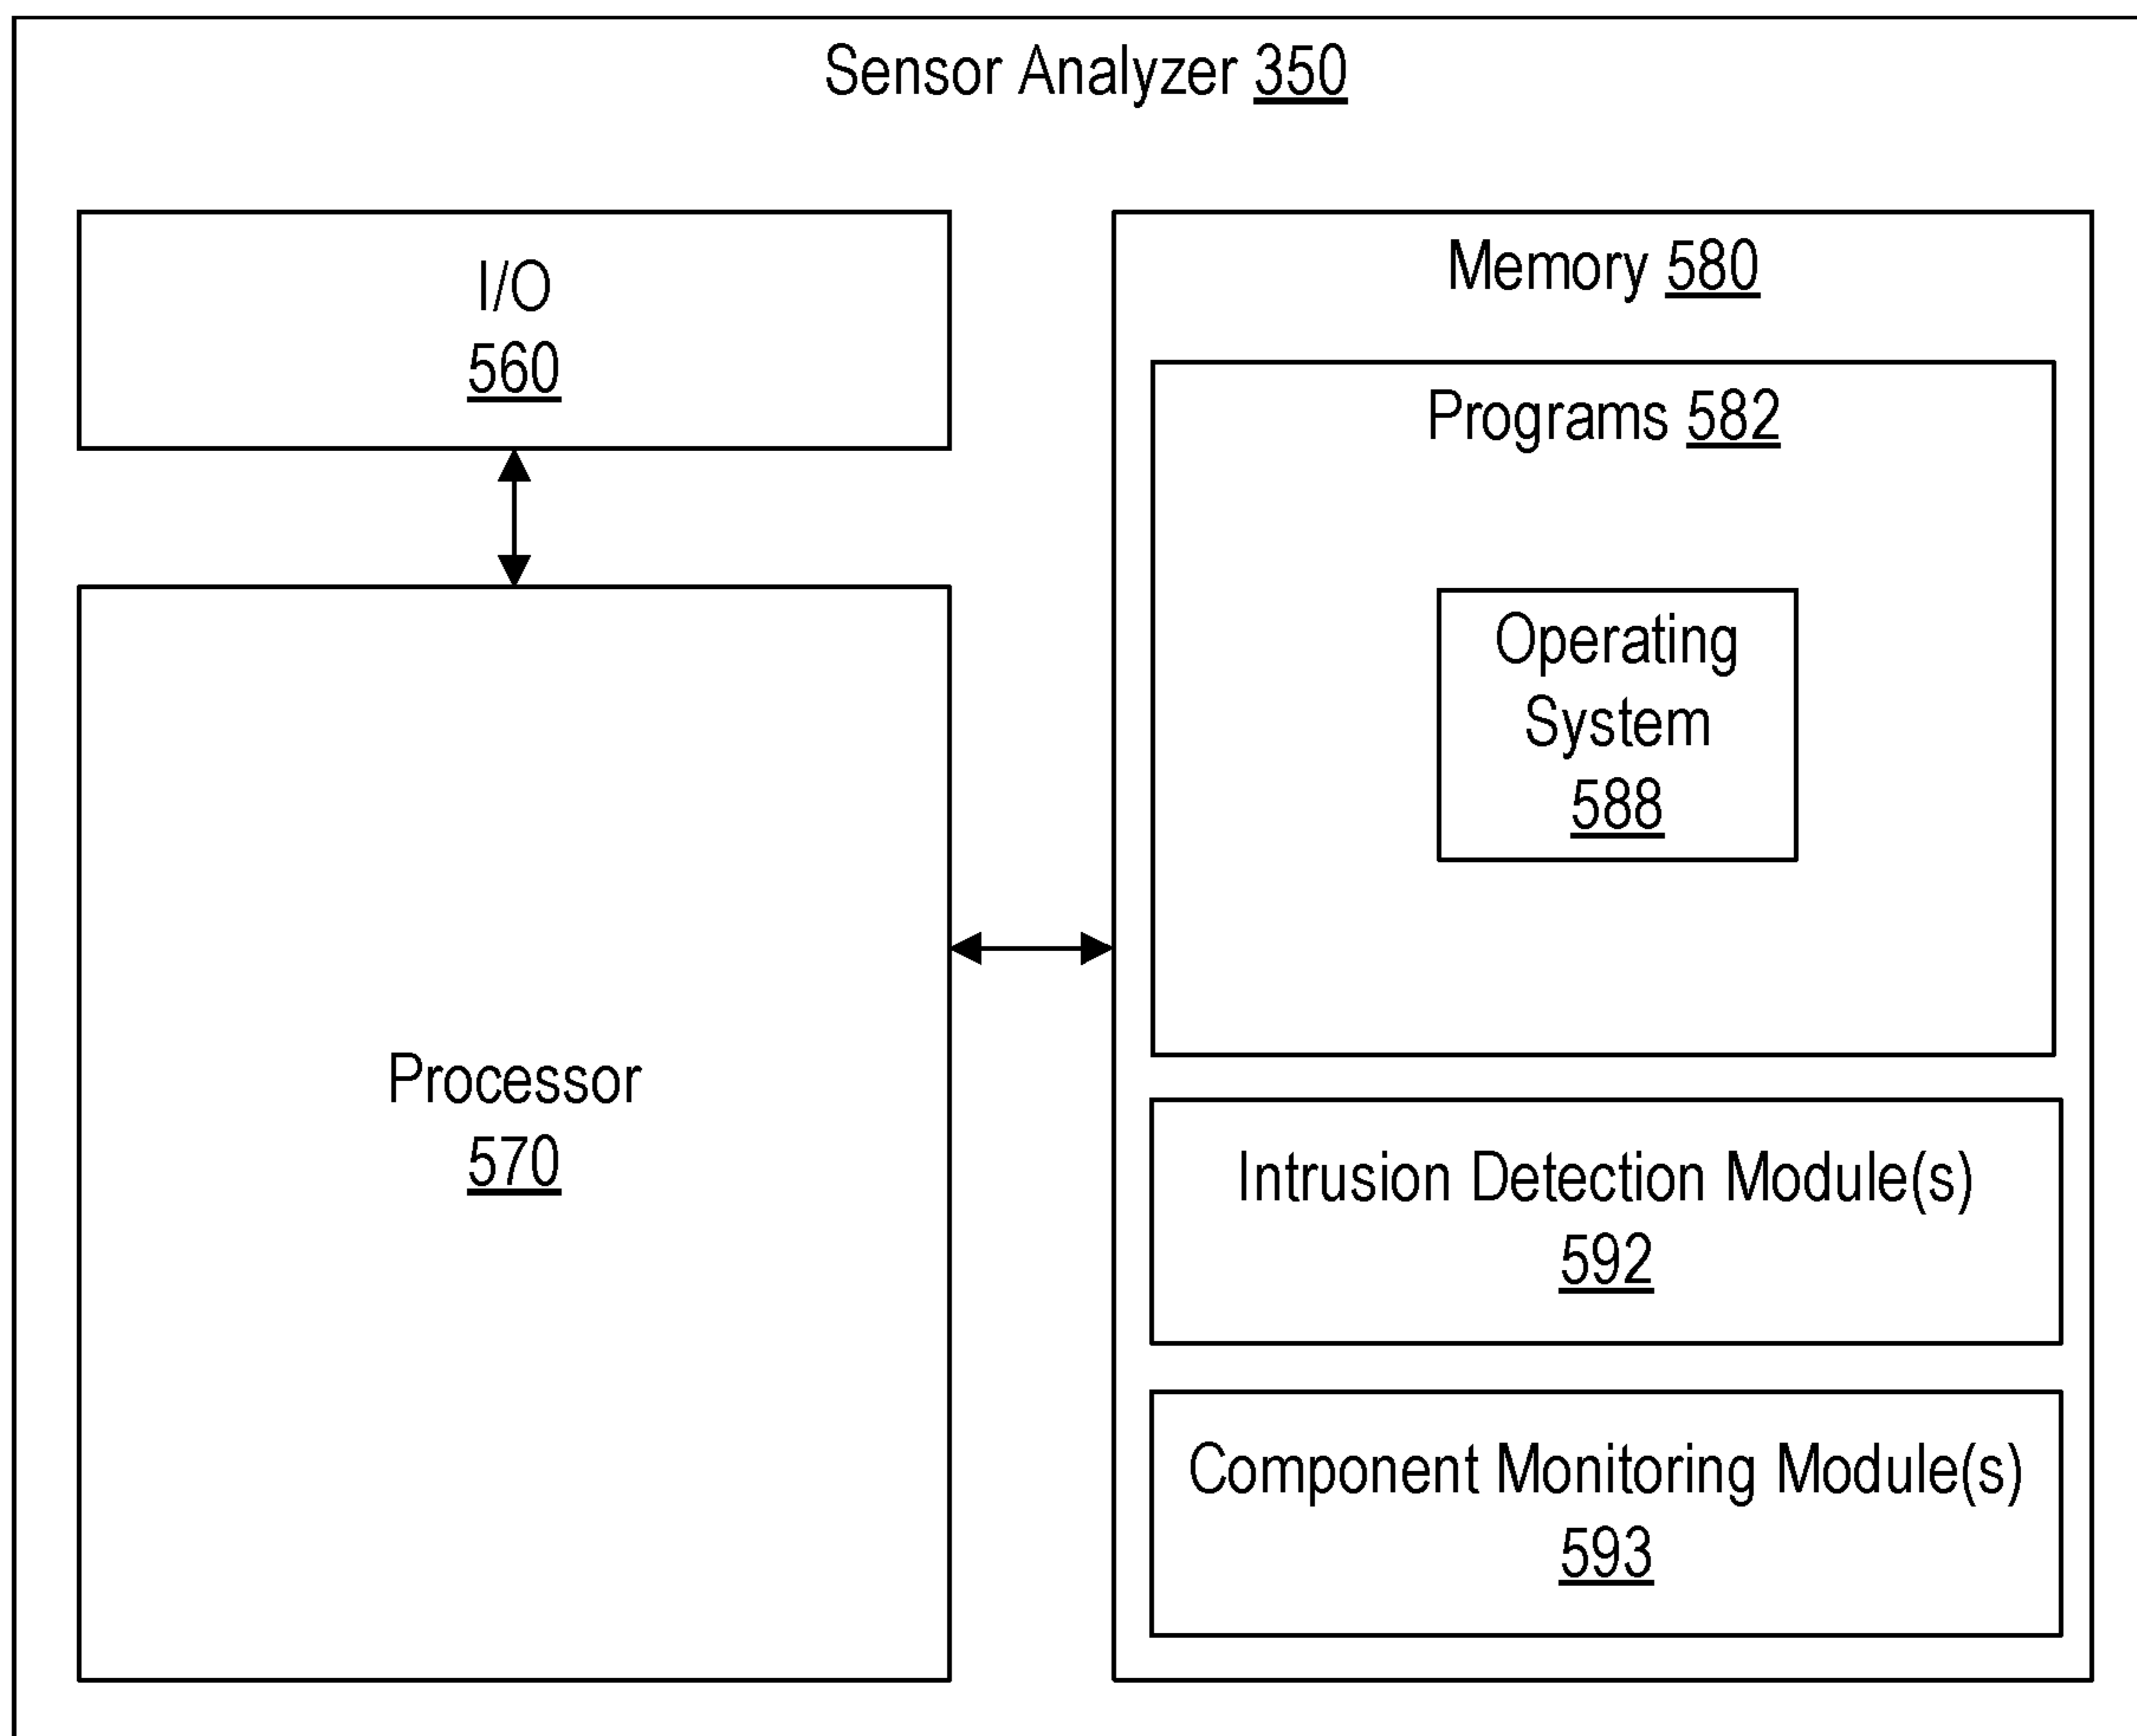 Sensor Analyzer 350
I/O
560
Processor
570
Memory 580
Programs 582
Operating
System
588
Intrusion Detection Module(s)
592
Component Monitoring Module(s)
593